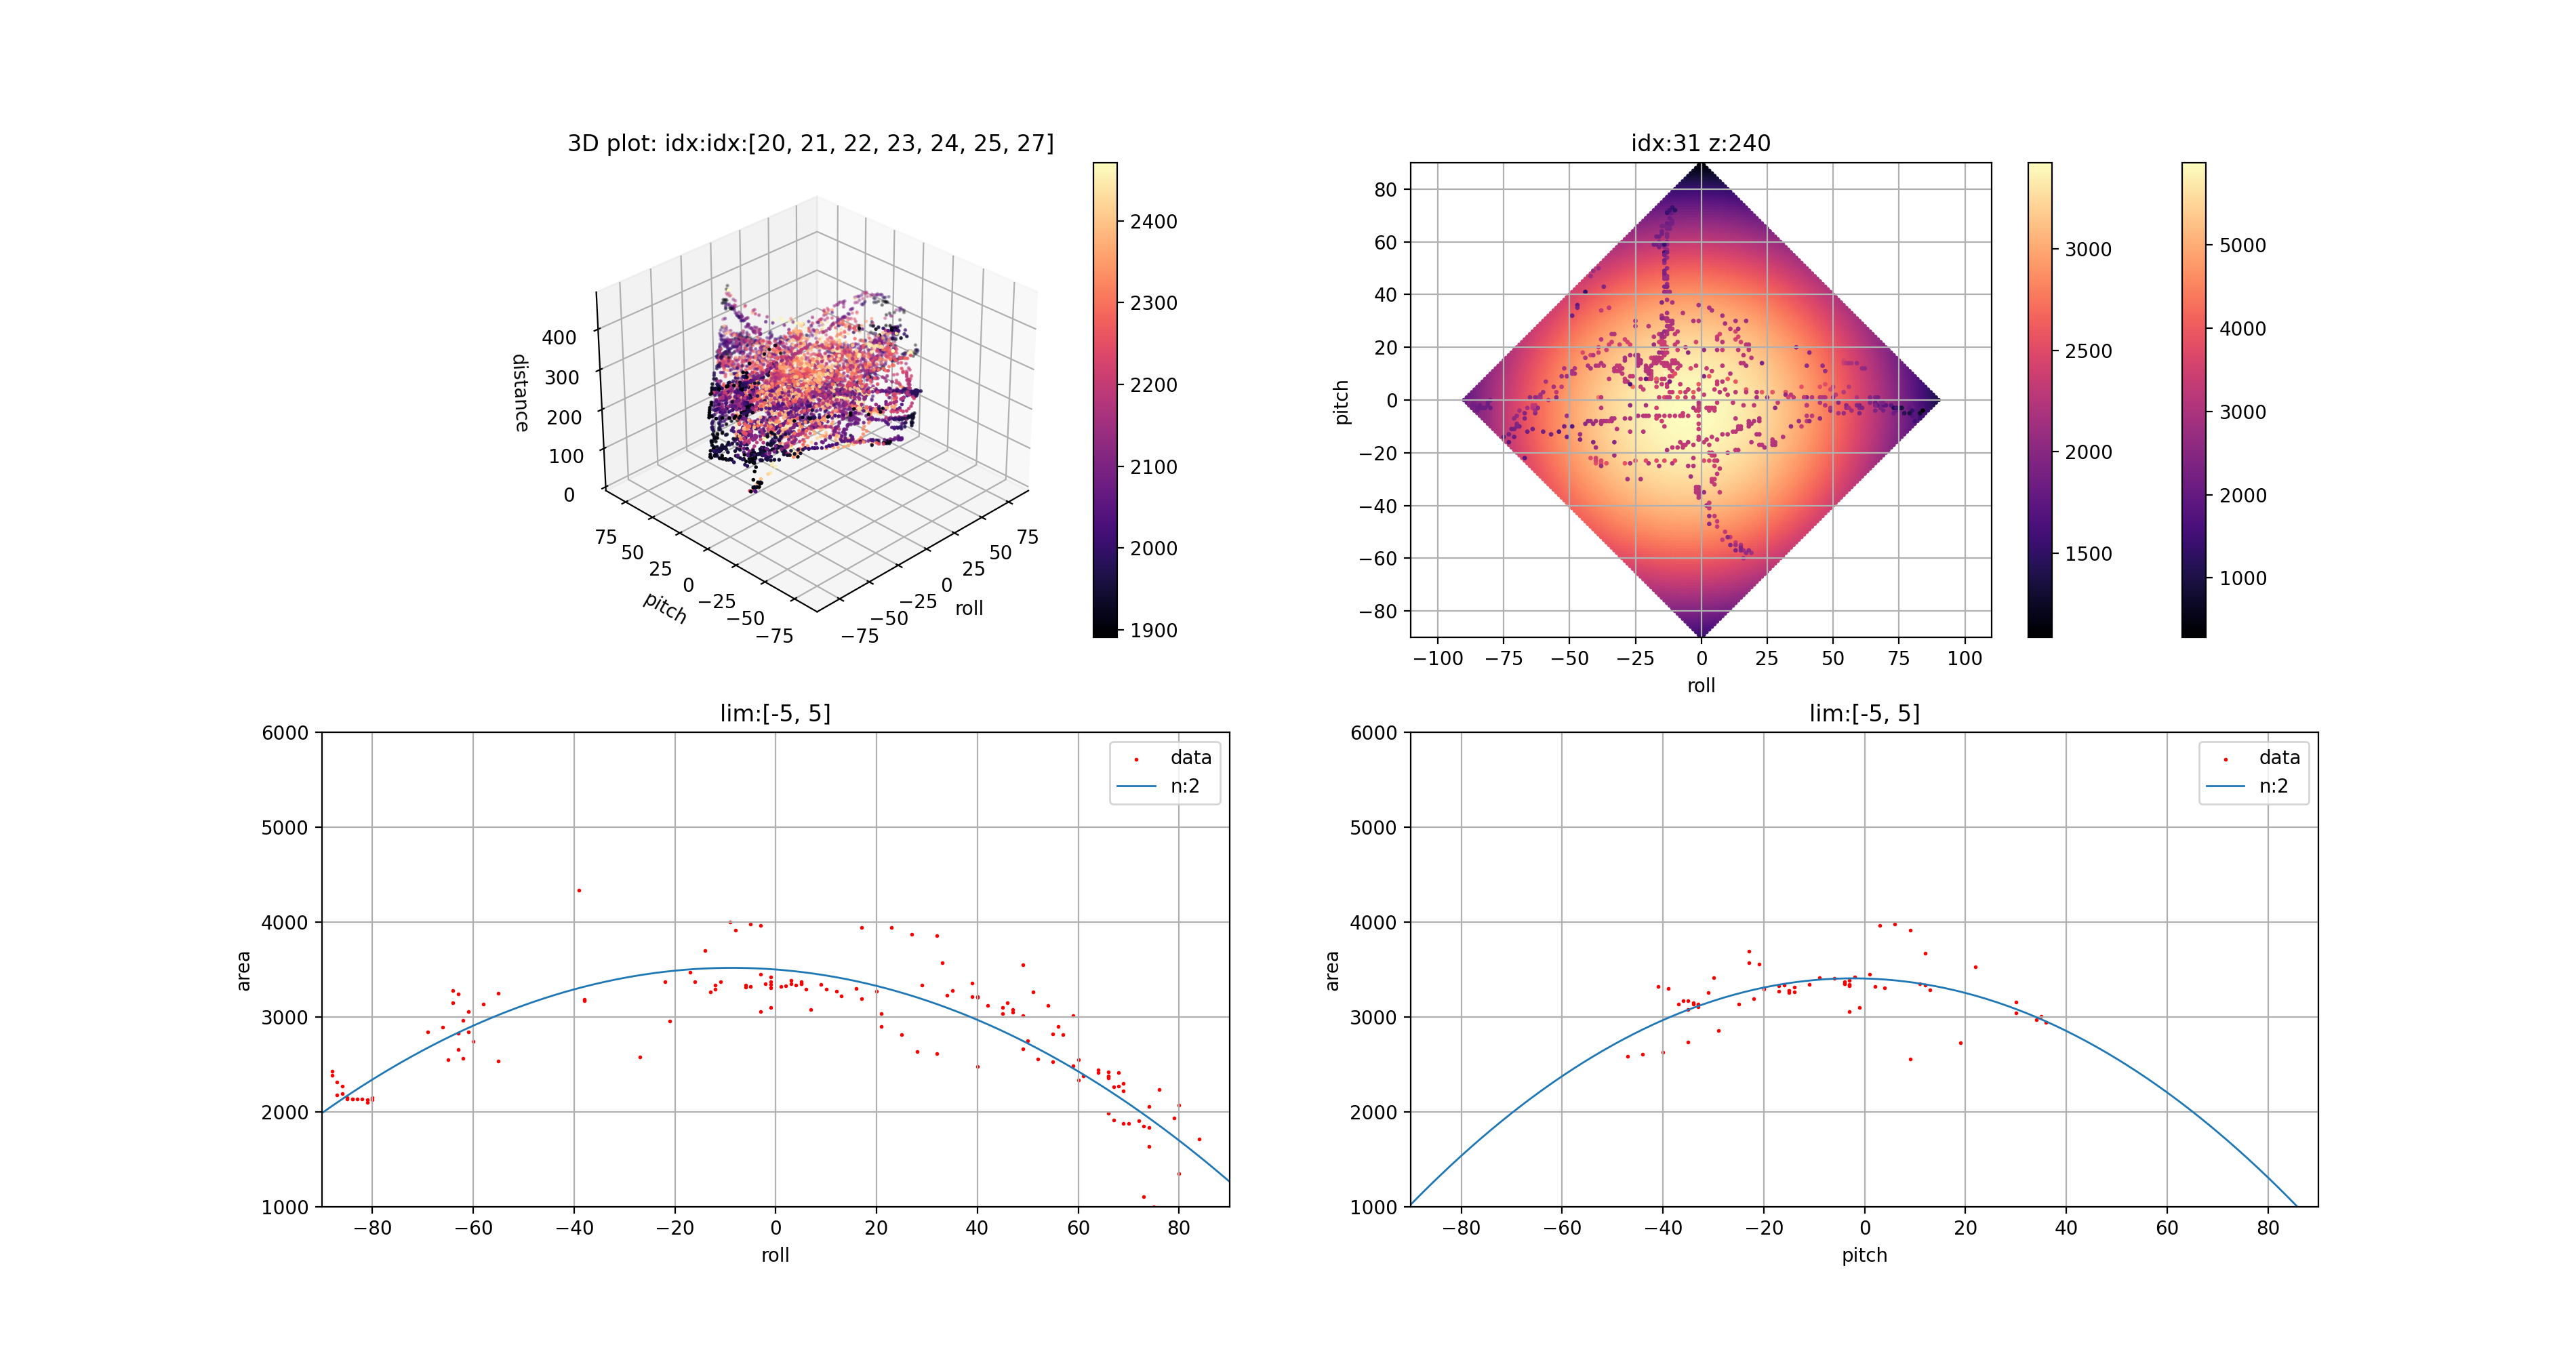 3D plot: idx:idx:[20, 21, 22, 23, 24, 25, 27]
distance
400
300
200
100
0
75
50
25
0
−25
−50
−75
pitch
−75
−50
−25
0
25
50
75
roll
2400
2300
2200
2100
2000
1900
idx:31 z:240
pitch
80
60
40
20
0
−20
−40
−60
−80
−100 −75 −50 −25 0 25 50 75 100
roll
3000
2500
2000
1500
5000
4000
3000
2000
1000
lim:[-5, 5]
area
6000
5000
4000
3000
2000
1000
−80 −60 −40 −20 0 20 40 60 80
roll
data
n:2
lim:[-5, 5]
area
6000
5000
4000
3000
2000
1000
−80 −60 −40 −20 0 20 40 60 80
pitch
data
n:2